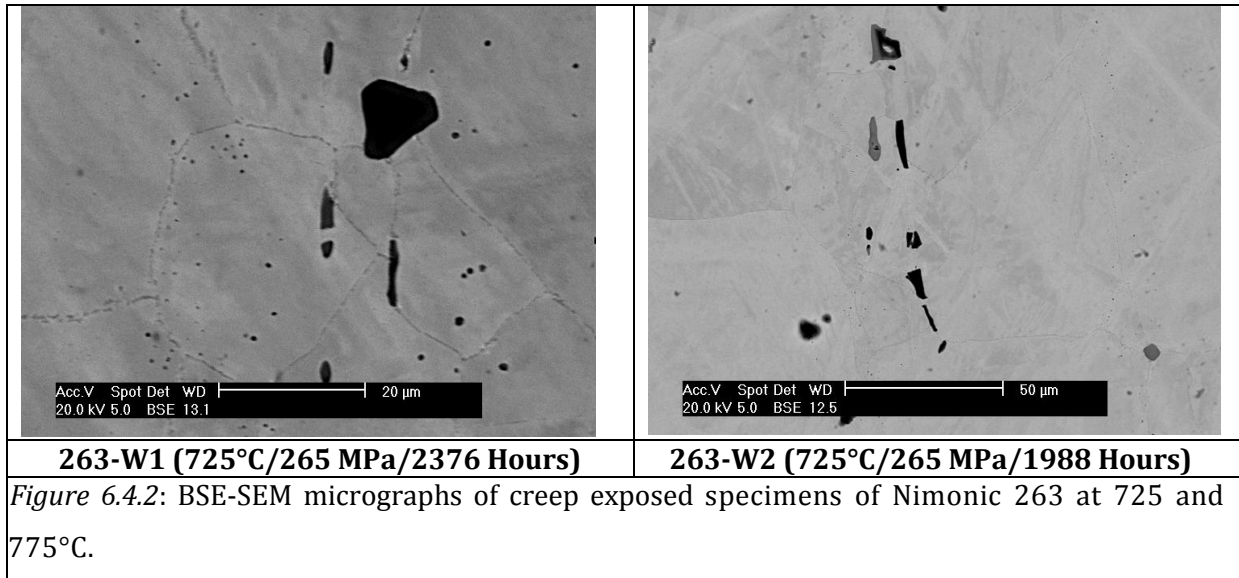 Acc.V Spot Det WD 20 µm
20.0 kV 5.0 BSE 13.1
Acc.V Spot Det WD 50 µm
20.0 kV 5.0 BSE 12.5
263-W1 (725°C/265 MPa/2376 Hours)
263-W2 (725°C/265 MPa/1988 Hours)
Figure 6.4.2: BSE-SEM micrographs of creep exposed specimens of Nimonic 263 at 725 and
775°C.